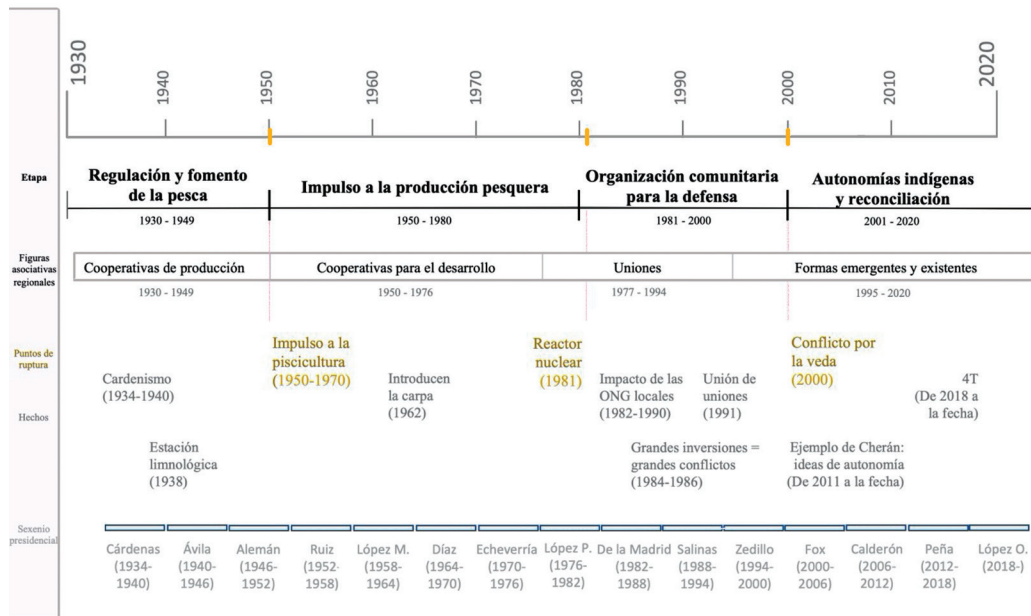 1930
1940
1950
1960
1970
1980
1990
2000
2010
2020
Etapa
Regulación y fomento
de la pesca
1930 - 1949
Impulso a la producción pesquera
1950 - 1980
Organización comunitaria
para la defensa
1981 - 2000
Autonomías indígenas
y reconciliación
2001 - 2020
Figuras
asociativas
regionales
Cooperativas de producción
1930 - 1949
Cooperativas para el desarrollo
1950 - 1976
Uniones
1977 - 1994
Formas emergentes y existentes
1995 - 2020
Puntos de
ruptura
Impulso a la
piscicultura
(1950-1970)
Reactor
nuclear
(1981)
Conflicto por
la veda
(2000)
Hechos
Cardenismo
(1934-1940)
Introducen
la carpa
(1962)
Impacto de las
ONG locales
(1982-1990)
Unión de
uniones
(1991)
4T
(De 2018 a
la fecha)
Estación
limnológica
(1938)
Grandes inversiones =
grandes conflictos
(1984-1986)
Ejemplo de Cherán:
ideas de autonomía
(De 2011 a la fecha)
Sexenio
presidencial
Cárdenas
(1934-
1940)
Ávila
(1940-
1946)
Alemán
(1946-
1952)
Ruiz
(1952-
1958)
López M.
(1958-
1964)
Díaz
(1964-
1970)
Echeverría
(1970-
1976)
López P.
(1976-
1982)
De la Madrid
(1982-
1988)
Salinas
(1988-
1994)
Zedillo
(1994-
2000)
Fox
(2000-
2006)
Calderón
(2006-
2012)
Peña
(2012-
2018)
López O.
(2018-)